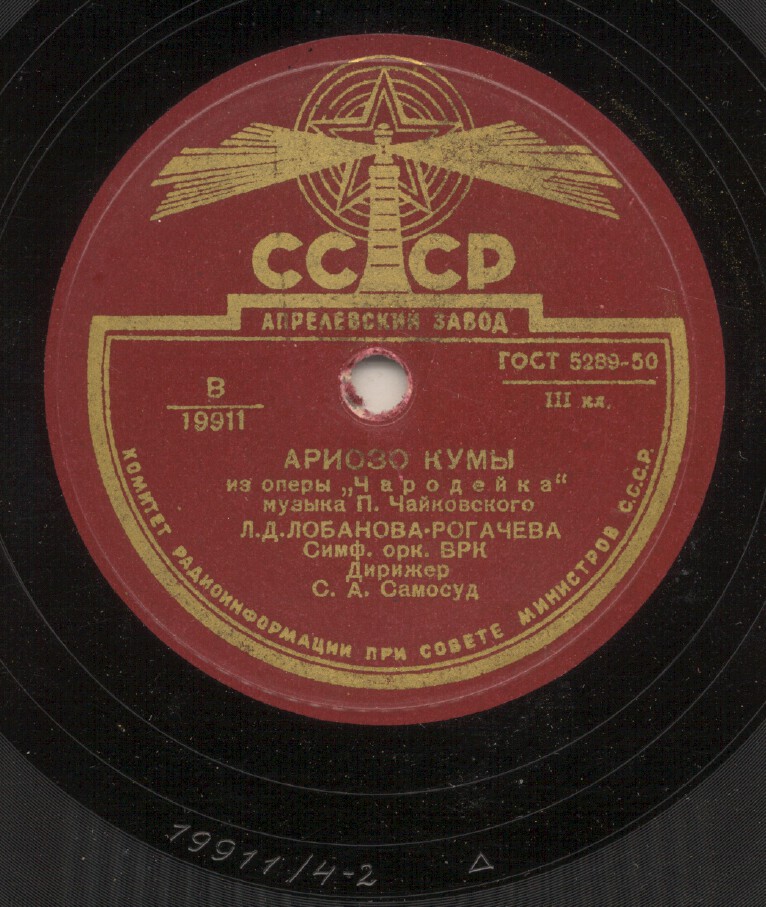 СССР
АПРЕЛЕВСКИЙ ЗАВОД
ГОСТ 5289-50
III кл.
В
19911
АРИОЗО КУМЫ
из оперы „Чародейка“
музыка П. Чайковского
Л.Д.ЛОБАНОВА-РОГАЧЕВА
Симф. орк. ВРК
Дирижер
С. А. Самосуд
КОМИТЕТ РАДИОИНФОРМАЦИИ ПРИ СОВЕТЕ МИНИСТРОВ С.С.С.Р.
19911/4-2